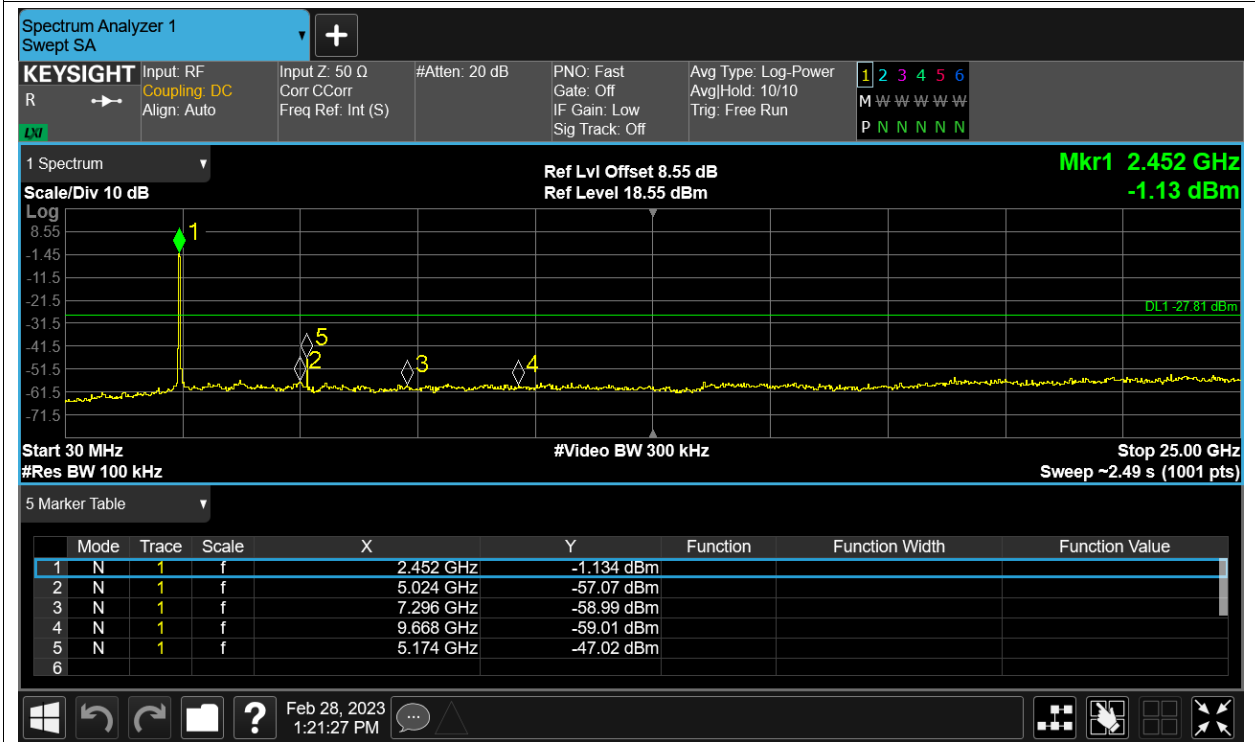 Spectrum Analyzer 1
Swept SA
+
KEYSIGHT Input: RF Input Z: 50 Ω #Atten: 20 dB PNO: Fast Avg Type: Log-Power 1 2 3 4 5 6
R Coupling: DC Corr CCorr Gate: Off Avg|Hold: 10/10 M W W W W W
Align: Auto Freq Ref: Int (S) IF Gain: Low Trig: Free Run
LXI Sig Track: Off P N N N N N
1 Spectrum Ref Lvl Offset 8.55 dB Mkr1 2.452 GHz
Scale/Div 10 dB Ref Level 18.55 dBm -1.13 dBm
Log
8.55 1
-1.45
-11.5
-21.5 DL1 -27.81 dBm
-31.5
-41.5 5
-51.5 2 3 4
-61.5
-71.5
Start 30 MHz #Video BW 300 kHz Stop 25.00 GHz
#Res BW 100 kHz Sweep ~2.49 s (1001 pts)
5 Marker Table
Mode Trace Scale X Y Function Function Width Function Value
1 N 1 f 2.452 GHz -1.134 dBm
2 N 1 f 5.024 GHz -57.07 dBm
3 N 1 f 7.296 GHz -58.99 dBm
4 N 1 f 9.668 GHz -59.01 dBm
5 N 1 f 5.174 GHz -47.02 dBm
6
? Feb 28, 2023
1:21:27 PM